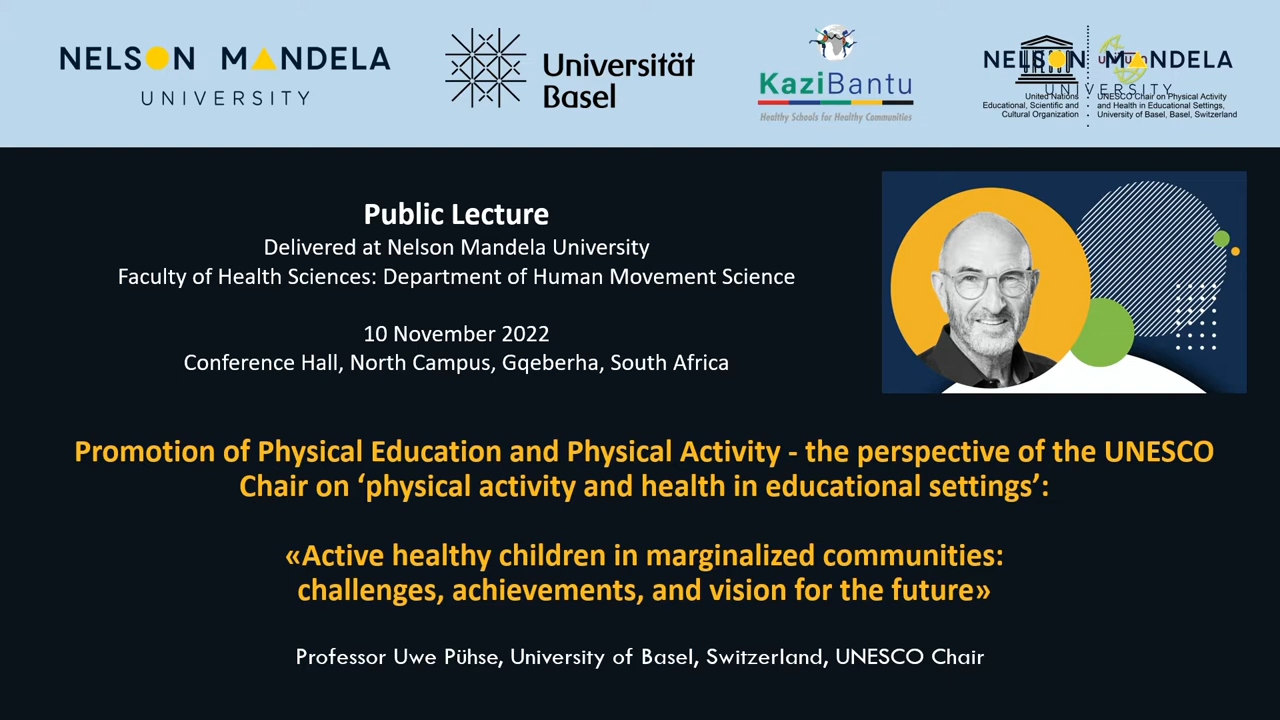 NELSON MANDELA
UNIVERSITY
Universität
Basel
KaziBantu
Healthy Schools for Healthy Communities
NELSON MANDELA
UNIVERSITY
United Nations
Educational, Scientific and
Cultural Organization
UNESCO Chair on Physical Activity
and Health in Educational Settings,
University of Basel, Basel, Switzerland
Public Lecture
Delivered at Nelson Mandela University
Faculty of Health Sciences: Department of Human Movement Science
10 November 2022
Conference Hall, North Campus, Gqeberha, South Africa
Promotion of Physical Education and Physical Activity - the perspective of the UNESCO
Chair on ‘physical activity and health in educational settings’:
«Active healthy children in marginalized communities:
challenges, achievements, and vision for the future»
Professor Uwe Pühse, University of Basel, Switzerland, UNESCO Chair